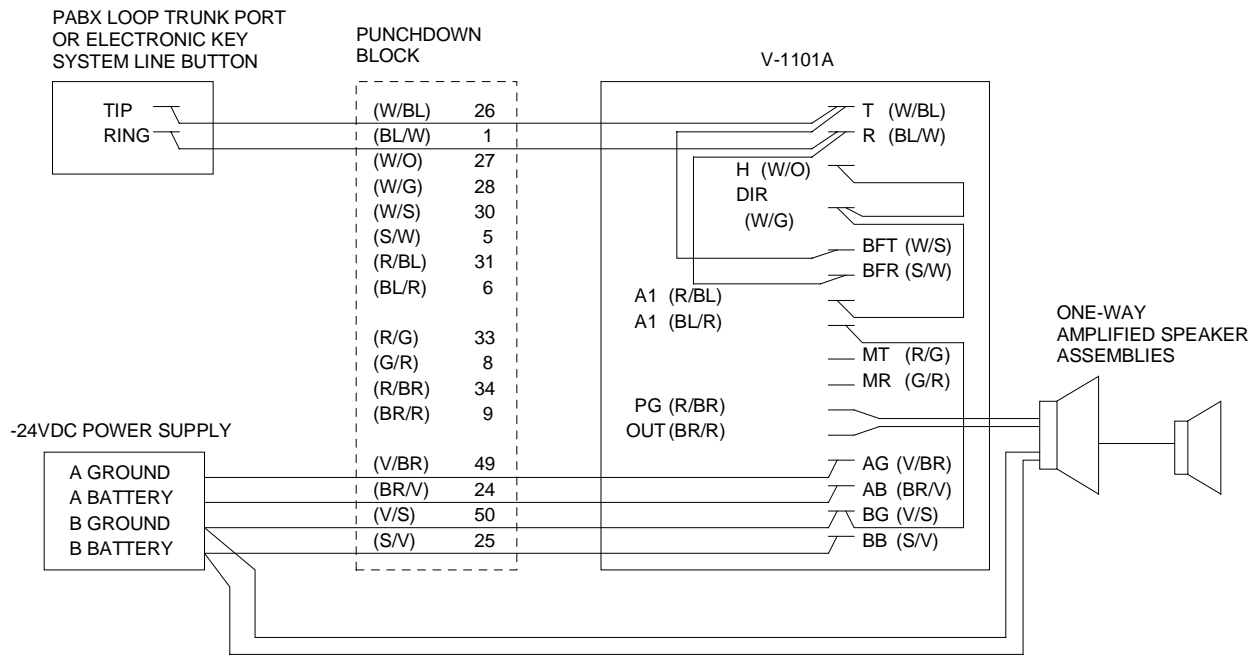 PABX LOOP TRUNK PORT
OR ELECTRONIC KEY
SYSTEM LINE BUTTON
TIP
RING
PUNCHDOWN
BLOCK
(W/BL) 26
(BL/W) 1
(W/O) 27
(W/G) 28
(W/S) 30
(S/W) 5
(R/BL) 31
(BL/R) 6
(R/G) 33
(G/R) 8
(R/BR) 34
(BR/R) 9
(V/BR) 49
(BR/V) 24
(V/S) 50
(S/V) 25
V-1101A
T (W/BL)
R (BL/W)
H (W/O)
DIR
(W/G)
BFT (W/S)
BFR (S/W)
A1 (R/BL)
A1 (BL/R)
MT (R/G)
MR (G/R)
PG (R/BR)
OUT (BR/R)
AG (V/BR)
AB (BR/V)
BG (V/S)
BB (S/V)
ONE-WAY
AMPLIFIED SPEAKER
ASSEMBLIES
-24VDC POWER SUPPLY
A GROUND
A BATTERY
B GROUND
B BATTERY